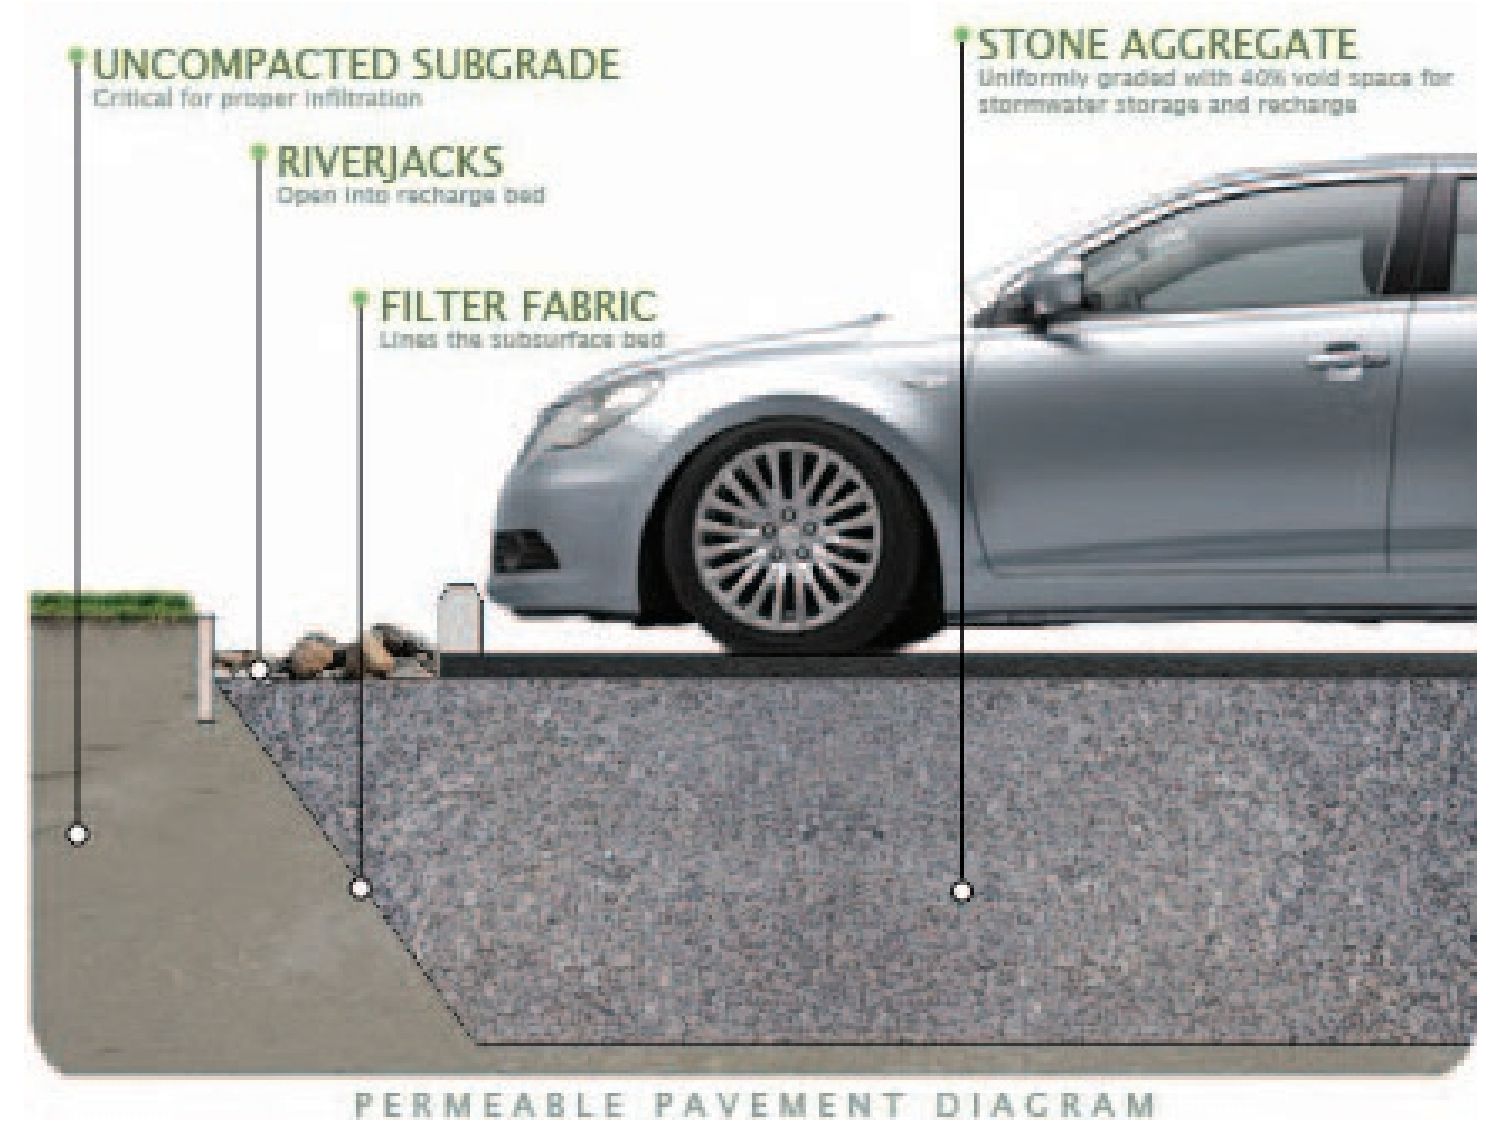 UNCOMPACTED SUBGRADE
Critical for proper infiltration
RIVERJACKS
Open into recharge bed
FILTER FABRIC
Lines the subsurface bed
STONE AGGREGATE
Uniformly graded with 40% void space for
stormwater storage and recharge
PERMEABLE PAVEMENT DIAGRAM